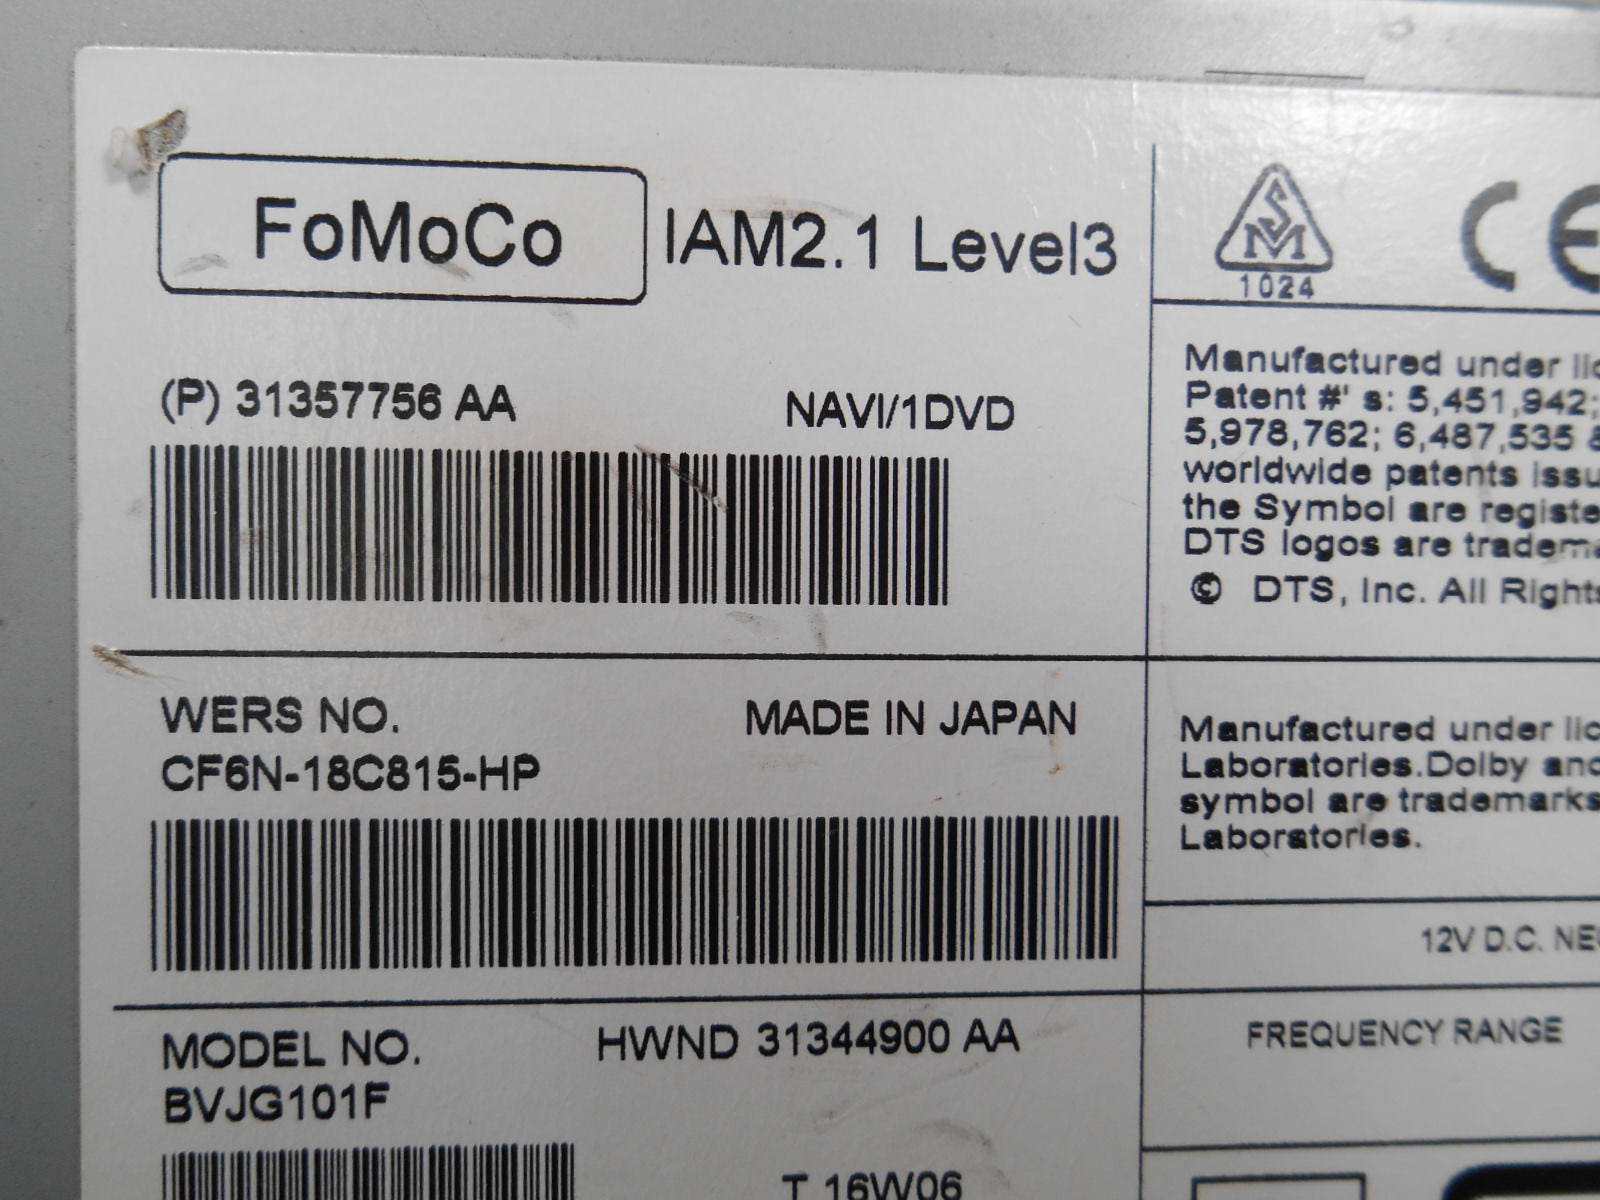 FoMoCo IAM2.1 Level3
(P) 31357756 AA NAVI/1DVD
WERS NO. MADE IN JAPAN
CF6N-18C815-HP
MODEL NO. HWND 31344900 AA
BVJG101F
T 16W06
SM
1024
CE
Manufactured under lic
Patent #' s: 5,451,942;
5,978,762; 6,487,535 &
worldwide patents issu
the Symbol are registe
DTS logos are tradema
© DTS, Inc. All Rights
Manufactured under lic
Laboratories.Dolby and
symbol are trademarks
Laboratories.
12V D.C. NEG
FREQUENCY RANGE